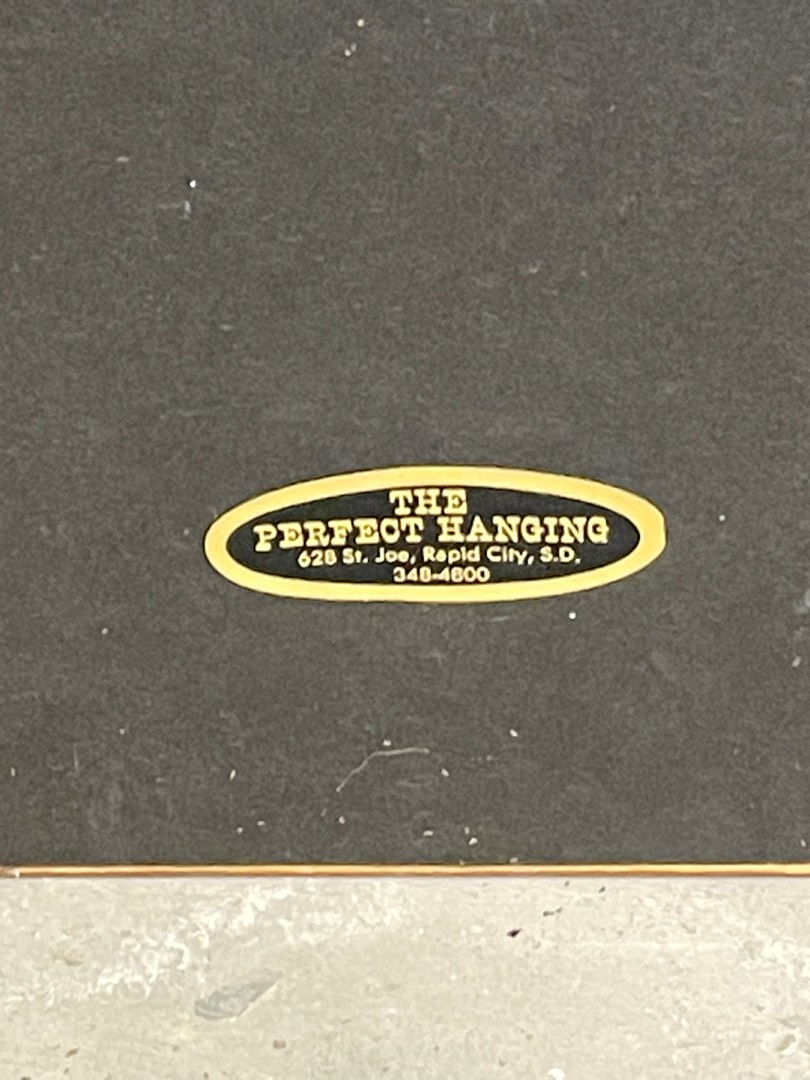 THE
PERFECT HANGING
628 St. Joe, Rapid City, S.D.
348-4800